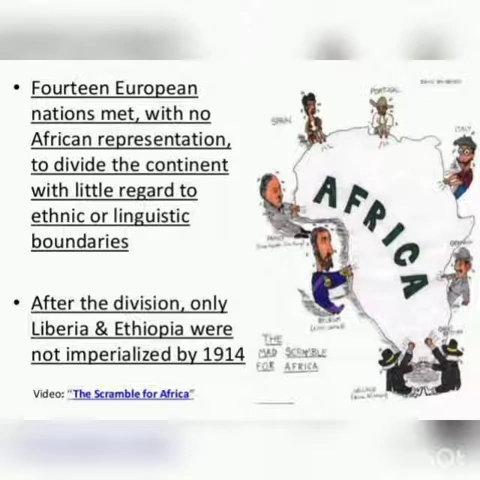 • Fourteen European
nations met, with no
African representation,
to divide the continent
with little regard to
ethnic or linguistic
boundaries
• After the division, only
Liberia & Ethiopia were
not imperialized by 1914
Video: “The Scramble for Africa”
SPAIN
PORTUGAL
ITALY
AFRICA
BELGIUM
THE
MAD SCRMBLE
FOR AFRICA